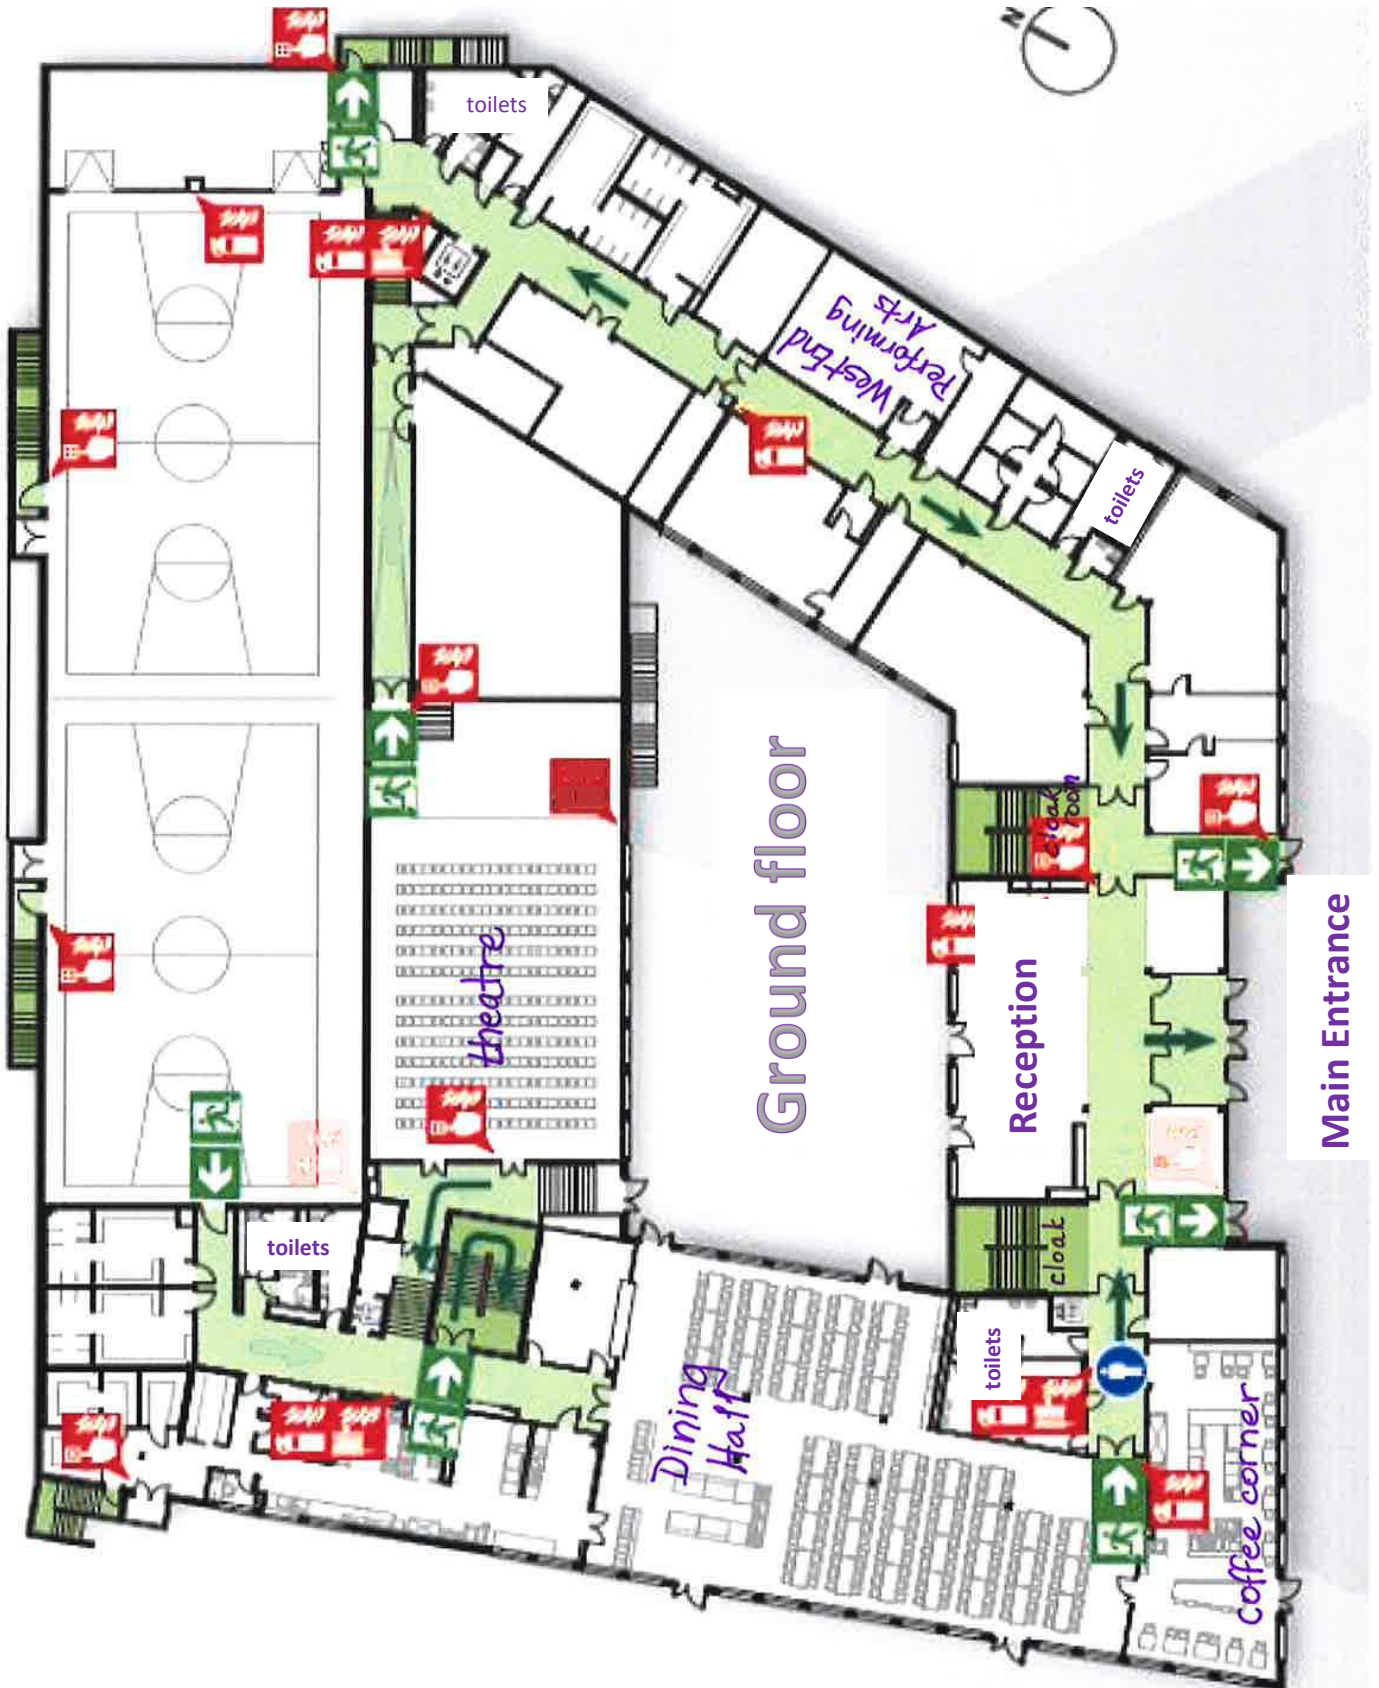 N
toilets
West End
Performing
Arts
toilets
cloak
room
Ground floor
theatre
Reception
Main Entrance
toilets
cloak
toilets
Dining
Hall
coffee corner